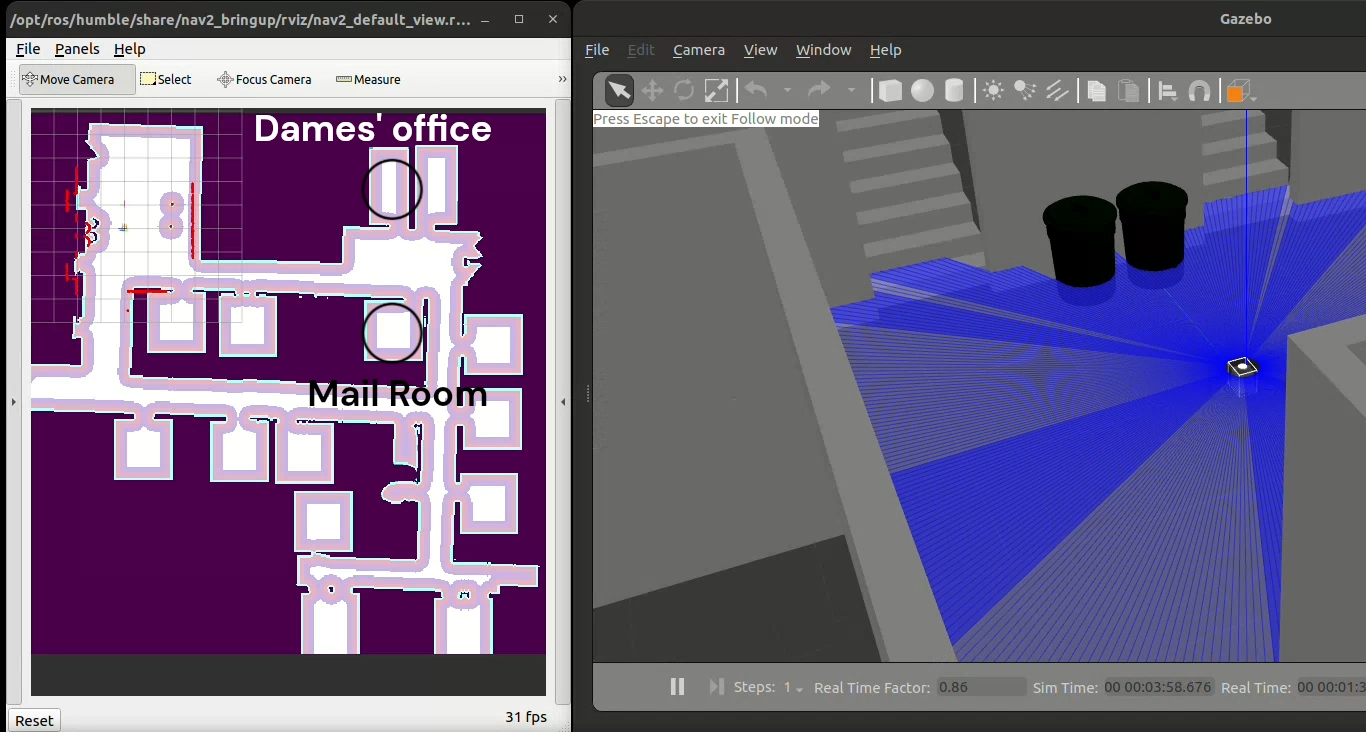 /opt/ros/humble/share/nav2_bringup/rviz/nav2_default_view.r...
File Panels Help
Move Camera Select Focus Camera Measure
Dames' office
Mail Room
Reset
31 fps
Gazebo
File Edit Camera View Window Help
Press Escape to exit Follow mode
Steps: 1 Real Time Factor: 0.86 Sim Time: 00 00:03:58.676 Real Time: 00 00:01:3